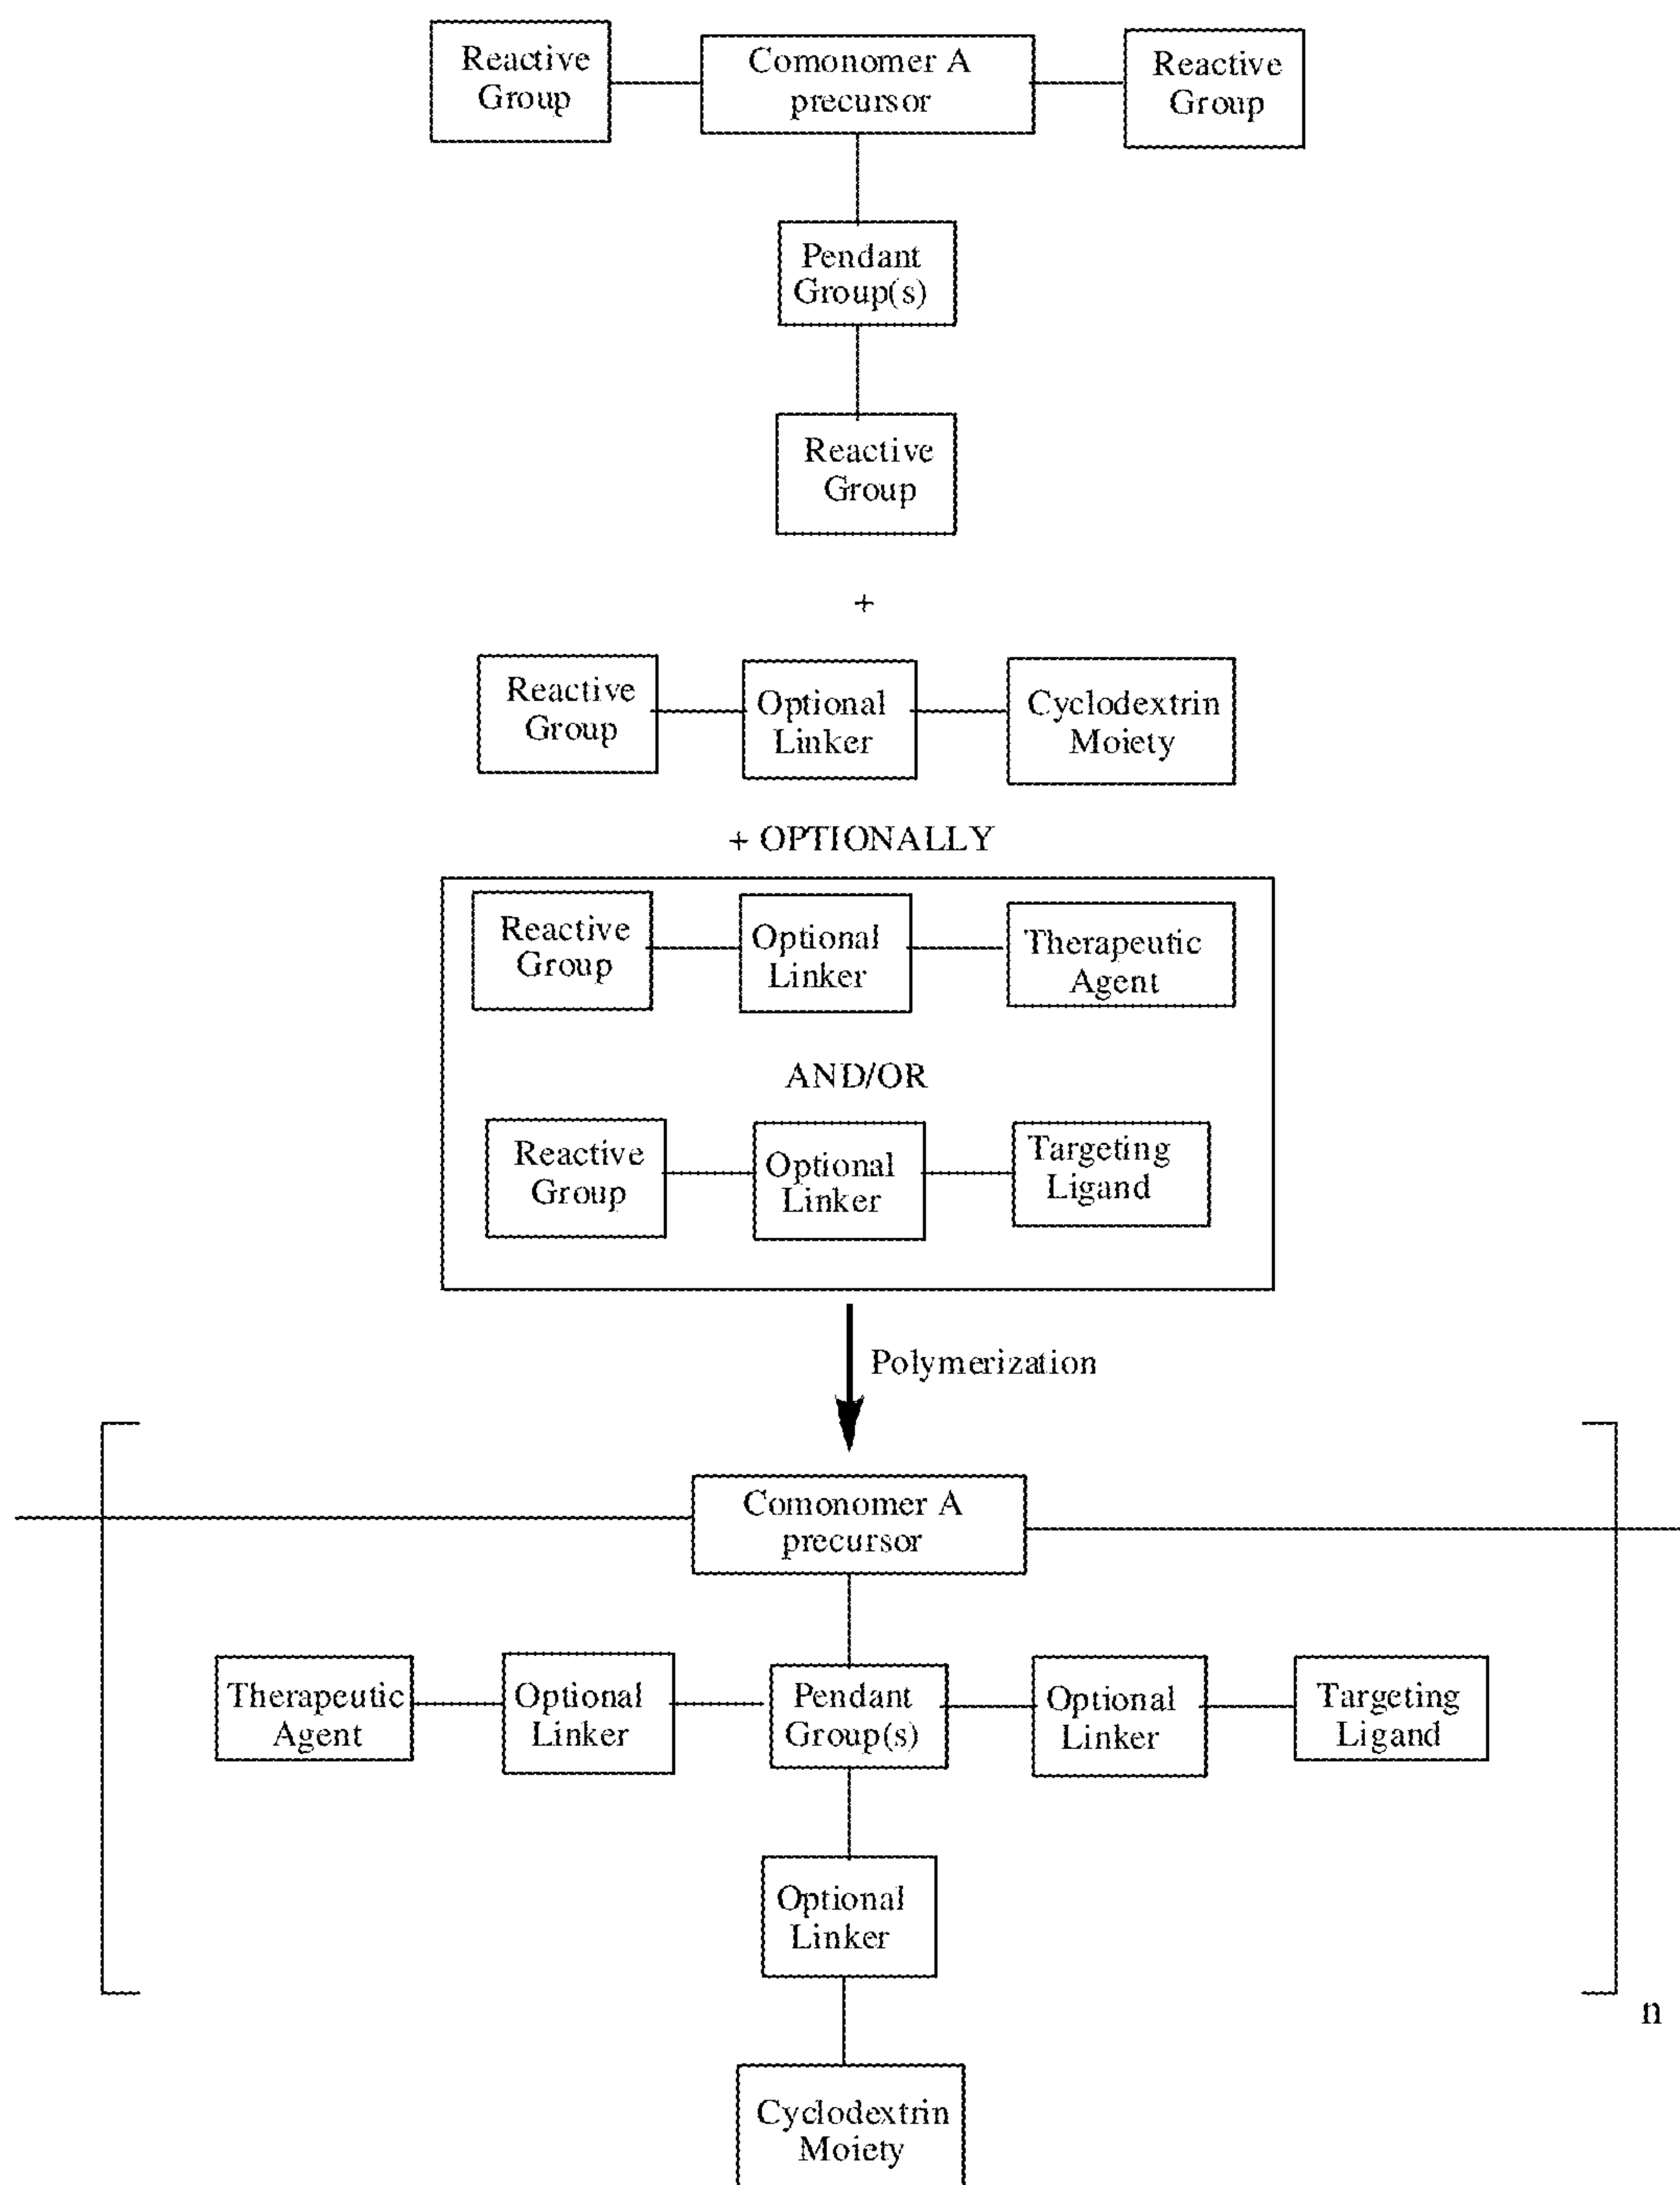 Reactive
Group
Comonomer A
precursor
Reactive
Group
Pendant
Group(s)
Reactive
Group
+
Reactive
Group
Optional
Linker
Cyclodextrin
Moiety
+ OPTIONALLY
Reactive
Group
Optional
Linker
Therapeutic
Agent
AND/OR
Reactive
Group
Optional
Linker
Targeting
Ligand
Polymerization
Comonomer A
precursor
Therapeutic
Agent
Optional
Linker
Pendant
Group(s)
Optional
Linker
Targeting
Ligand
Optional
Linker
n
Cyclodextrin
Moiety